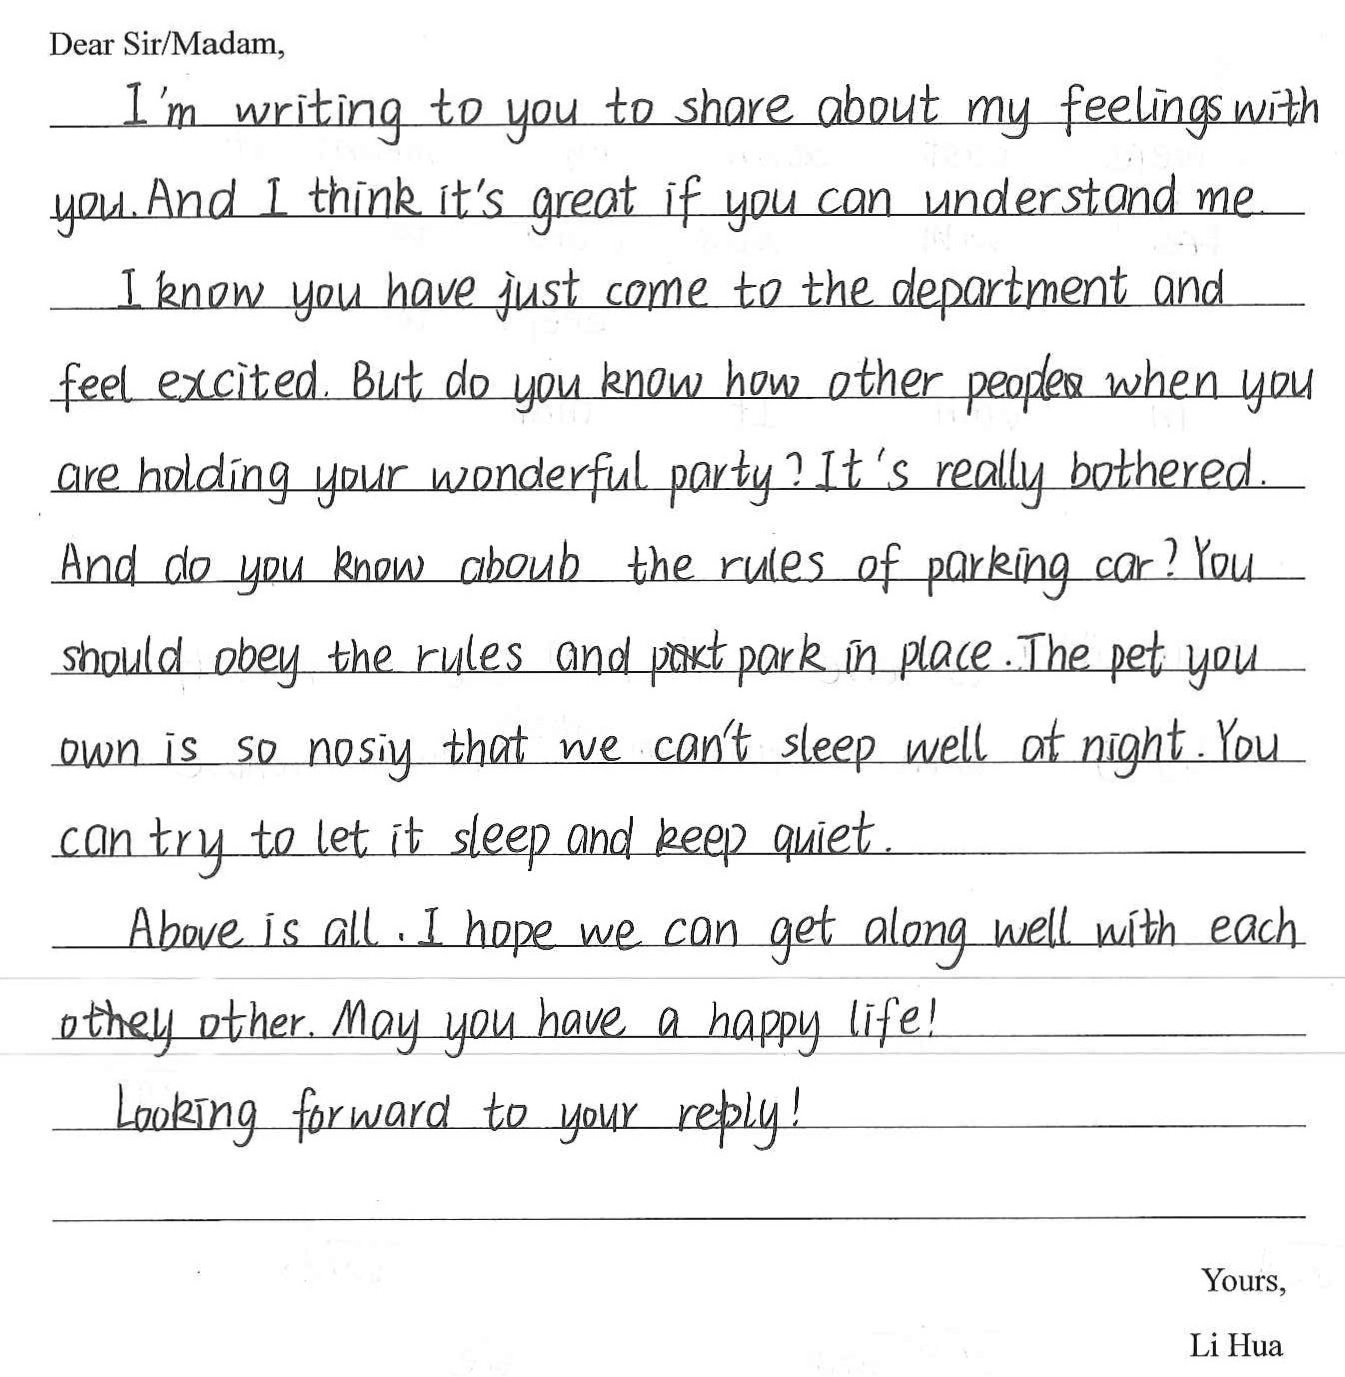 Dear Sir/Madam,
I'm writing to you to share about my feelings with
you. And I think it's great if you can understand me.
I know you have just come to the department and
feel excited. But do you know how other peoples when you
are holding your wonderful party? It's really bothered.
And do you know aboub the rules of parking car? You
should obey the rules and part park in place. The pet you
own is so nosiy that we can't sleep well at night. You
can try to let it sleep and keep quiet.
Above is all. I hope we can get along well with each
othey other. May you have a happy life!
Looking forward to your reply!
Yours,
Li Hua